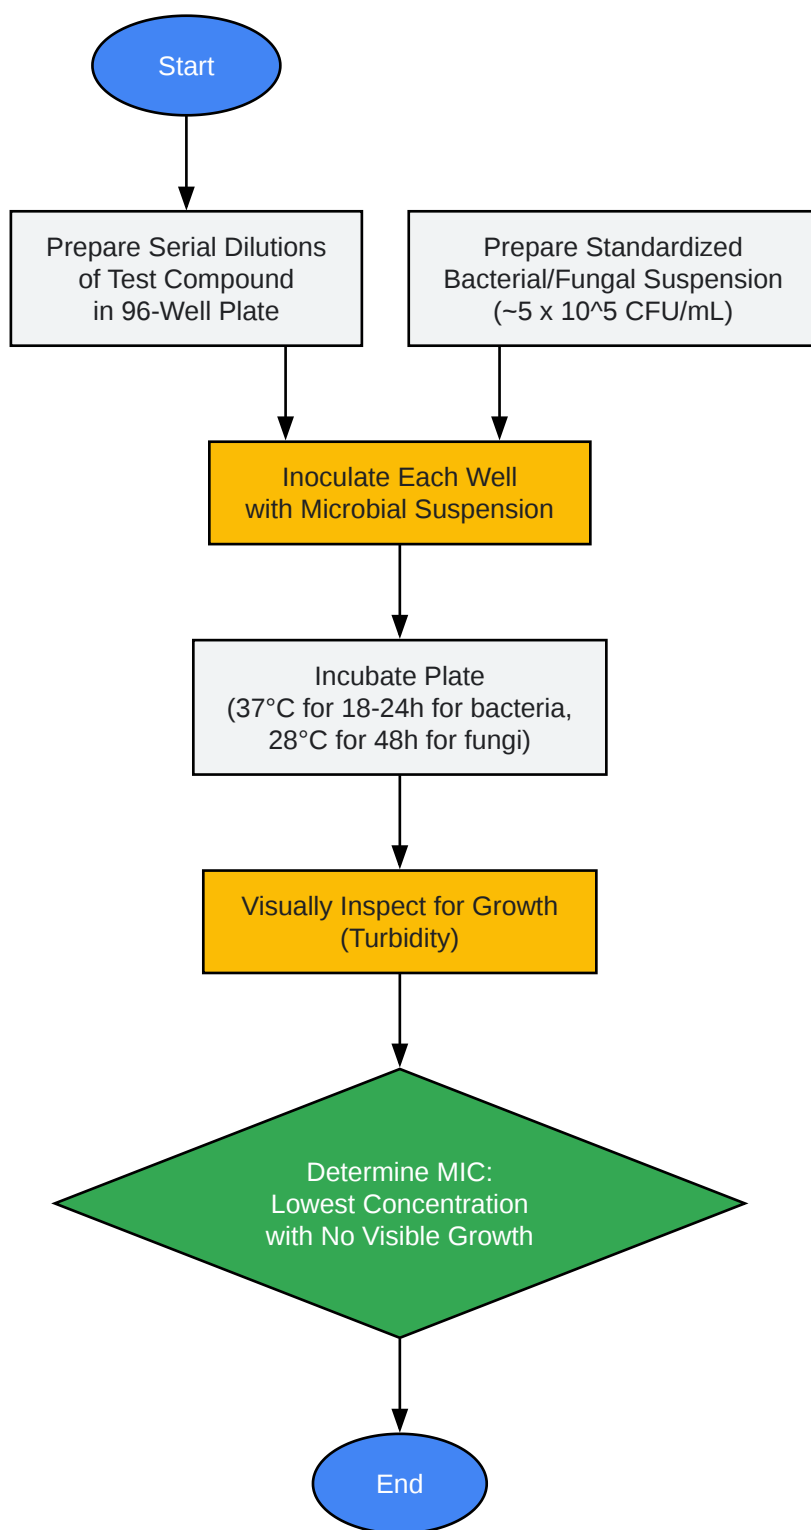 Start
Prepare Serial Dilutions
of Test Compound
in 96-Well Plate
Prepare Standardized
Bacterial/Fungal Suspension
(~5 x 10^5 CFU/mL)
Inoculate Each Well
with Microbial Suspension
Incubate Plate
(37°C for 18-24h for bacteria,
28°C for 48h for fungi)
Visually Inspect for Growth
(Turbidity)
Determine MIC:
Lowest Concentration
with No Visible Growth
End